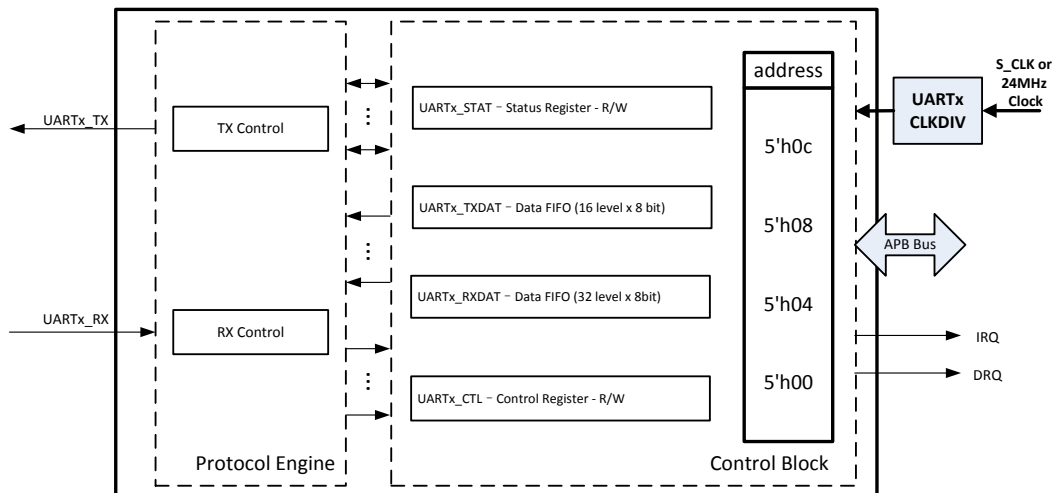 UARTx_TX
UARTx_RX
TX Control
RX Control
Protocol Engine
UARTx_STAT – Status Register - R/W
UARTx_TXDAT – Data FIFO (16 level x 8 bit)
UARTx_RXDAT – Data FIFO (32 level x 8bit)
UARTx_CTL – Control Register - R/W
Control Block
address
5'h0c
5'h08
5'h04
5'h00
UARTx
CLKDIV
S_CLK or
24MHz
Clock
APB Bus
IRQ
DRQ